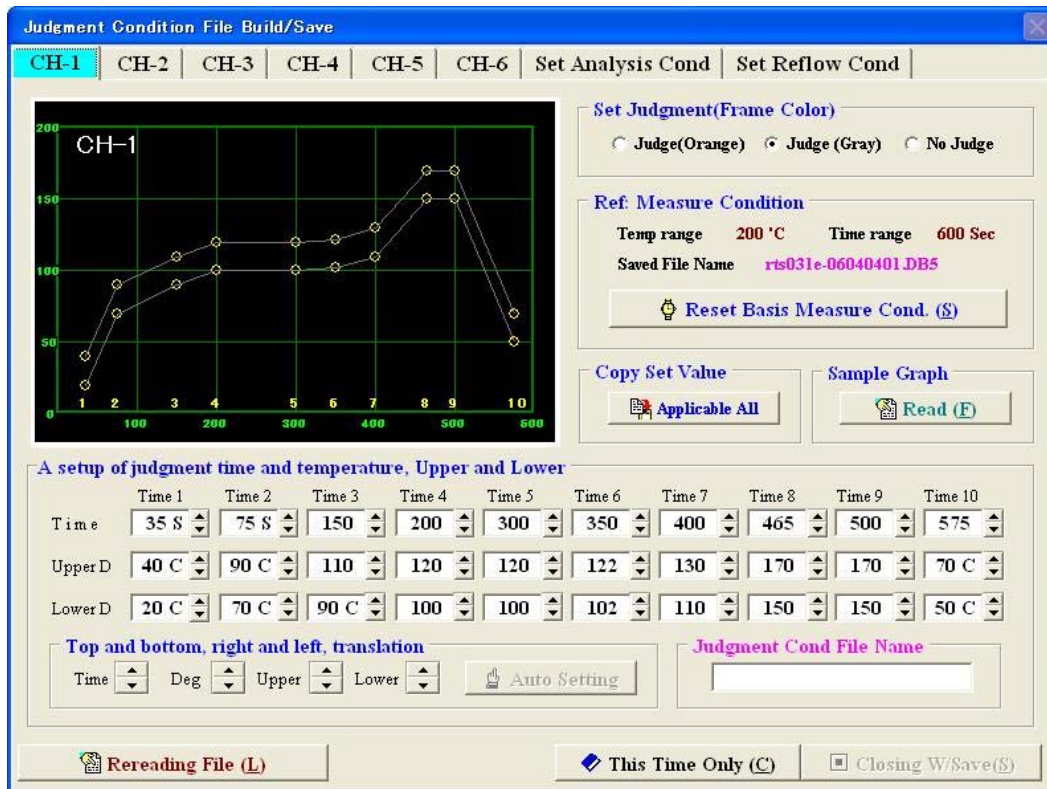 Judgment Condition File Build/Save
CH-1 CH-2 CH-3 CH-4 CH-5 CH-6 Set Analysis Cond Set Reflow Cond
CH-1
200
150
100
50
0
1 2 3 4 5 6 7 8 9 10
100 200 300 400 500 600
Set Judgment(Frame Color)
Judge(Orange) Judge (Gray) No Judge
Ref: Measure Condition
Temp range 200 'C Time range 600 Sec
Saved File Name rts031e-06040401.DB5
Reset Basis Measure Cond. (S)
Copy Set Value
Applicable All
Sample Graph
Read (F)
A setup of judgment time and temperature, Upper and Lower
Time 1 Time 2 Time 3 Time 4 Time 5 Time 6 Time 7 Time 8 Time 9 Time 10
Time 35 S 75 S 150 200 300 350 400 465 500 575
Upper D 40 C 90 C 110 120 120 122 130 170 170 70 C
Lower D 20 C 70 C 90 C 100 100 102 110 150 150 50 C
Top and bottom, right and left, translation
Time Deg Upper Lower Auto Setting
Judgment Cond File Name
Rereading File (L) This Time Only (C) Closing W/Save(S)